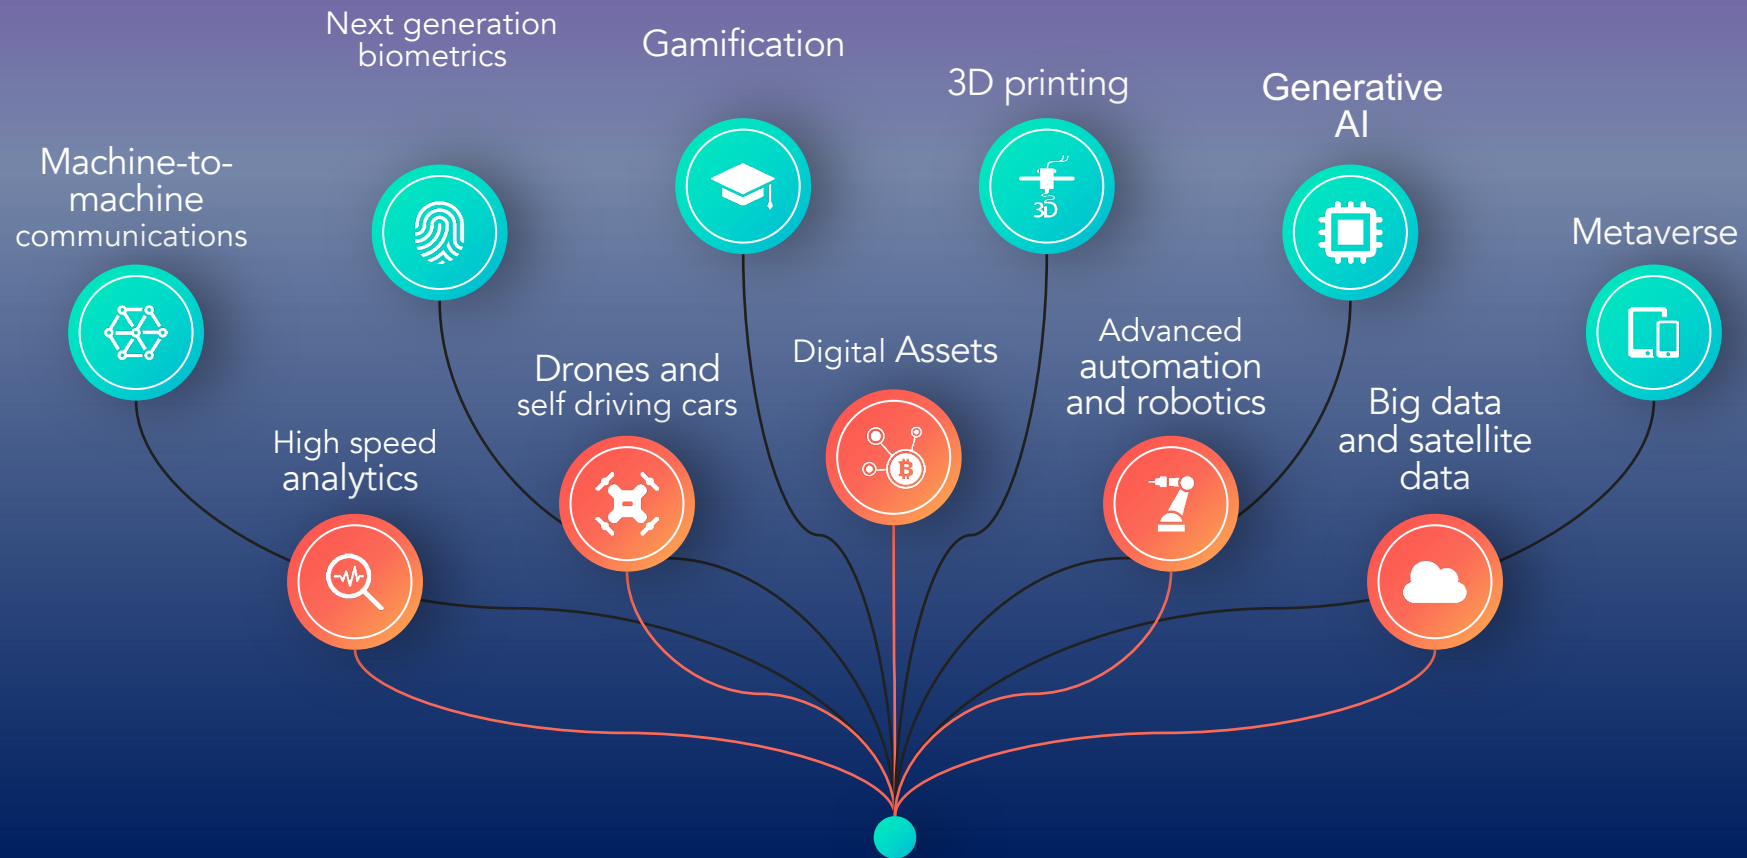 Next generation
biometrics
Gamification
3D printing
Generative
AI
Machine-to-
machine
communications
Metaverse
High speed
analytics
Drones and
self driving cars
Digital Assets
Advanced
automation
and robotics
Big data
and satellite
data
3D
B